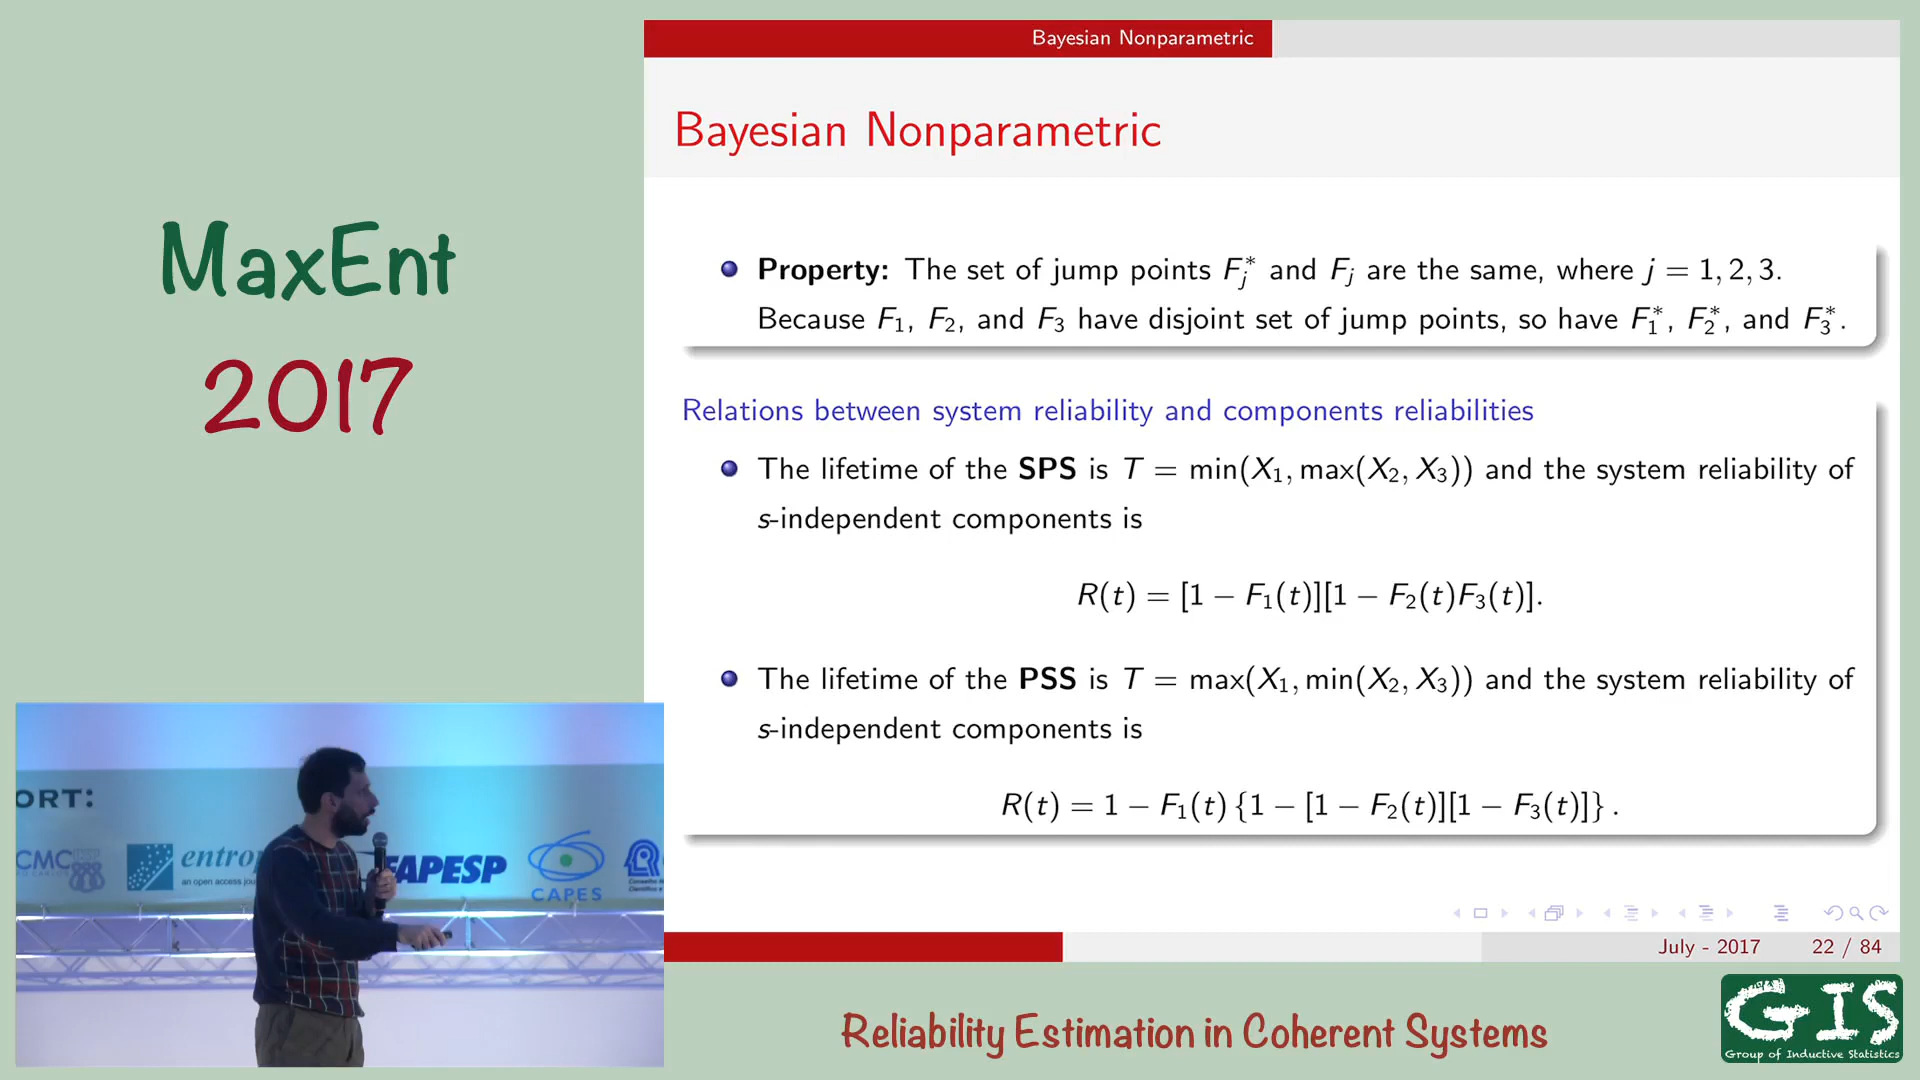 Bayesian Nonparametric
Bayesian Nonparametric
MaxEnt
2017
Property: The set of jump points F_j^* and F_j are the same, where j = 1, 2, 3.
Because F_1, F_2, and F_3 have disjoint set of jump points, so have F_1^*, F_2^*, and F_3^*.
Relations between system reliability and components reliabilities
The lifetime of the SPS is T = min(X_1, max(X_2, X_3)) and the system reliability of
s-independent components is
R(t) = [1 − F_1(t)][1 − F_2(t)F_3(t)].
The lifetime of the PSS is T = max(X_1, min(X_2, X_3)) and the system reliability of
s-independent components is
R(t) = 1 − F_1(t) {1 − [1 − F_2(t)][1 − F_3(t)]} .
ORT:
CMC
entro
an open access jou
FAPESP
CAPES
July - 2017 22 / 84
Reliability Estimation in Coherent Systems
GIS
Group of Inductive Statistics